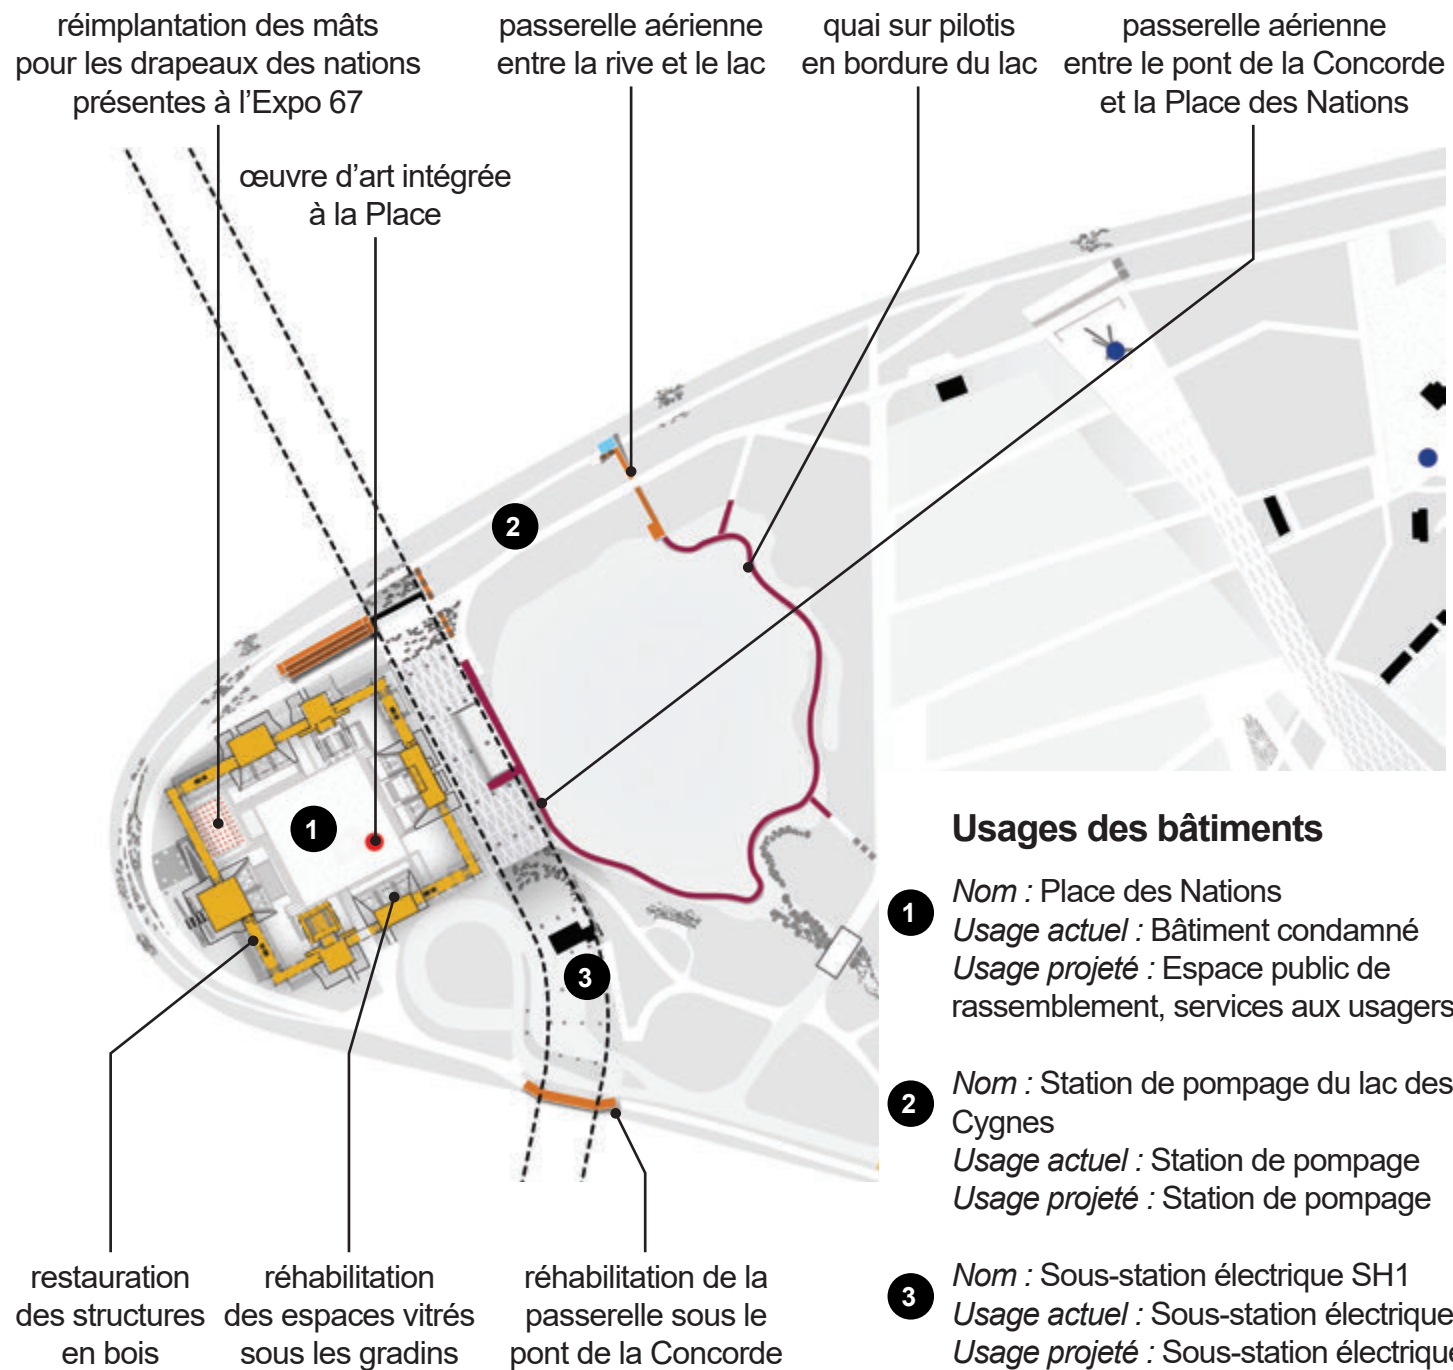 réimplantation des mâts
pour les drapeaux des nations
présentes à l'Expo 67
passerelle aérienne
entre la rive et le lac
quai sur pilotis
en bordure du lac
passerelle aérienne
entre le pont de la Concorde
et la Place des Nations
œuvre d'art intégrée
à la Place
2
1
3
Usages des bâtiments
1
Nom : Place des Nations
Usage actuel : Bâtiment condamné
Usage projeté : Espace public de
rassemblement, services aux usagers
2
Nom : Station de pompage du lac des
Cygnes
Usage actuel : Station de pompage
Usage projeté : Station de pompage
3
Nom : Sous-station électrique SH1
Usage actuel : Sous-station électrique
Usage projeté : Sous-station électrique
restauration
des structures
en bois
réhabilitation
des espaces vitrés
sous les gradins
réhabilitation de la
passerelle sous le
pont de la Concorde